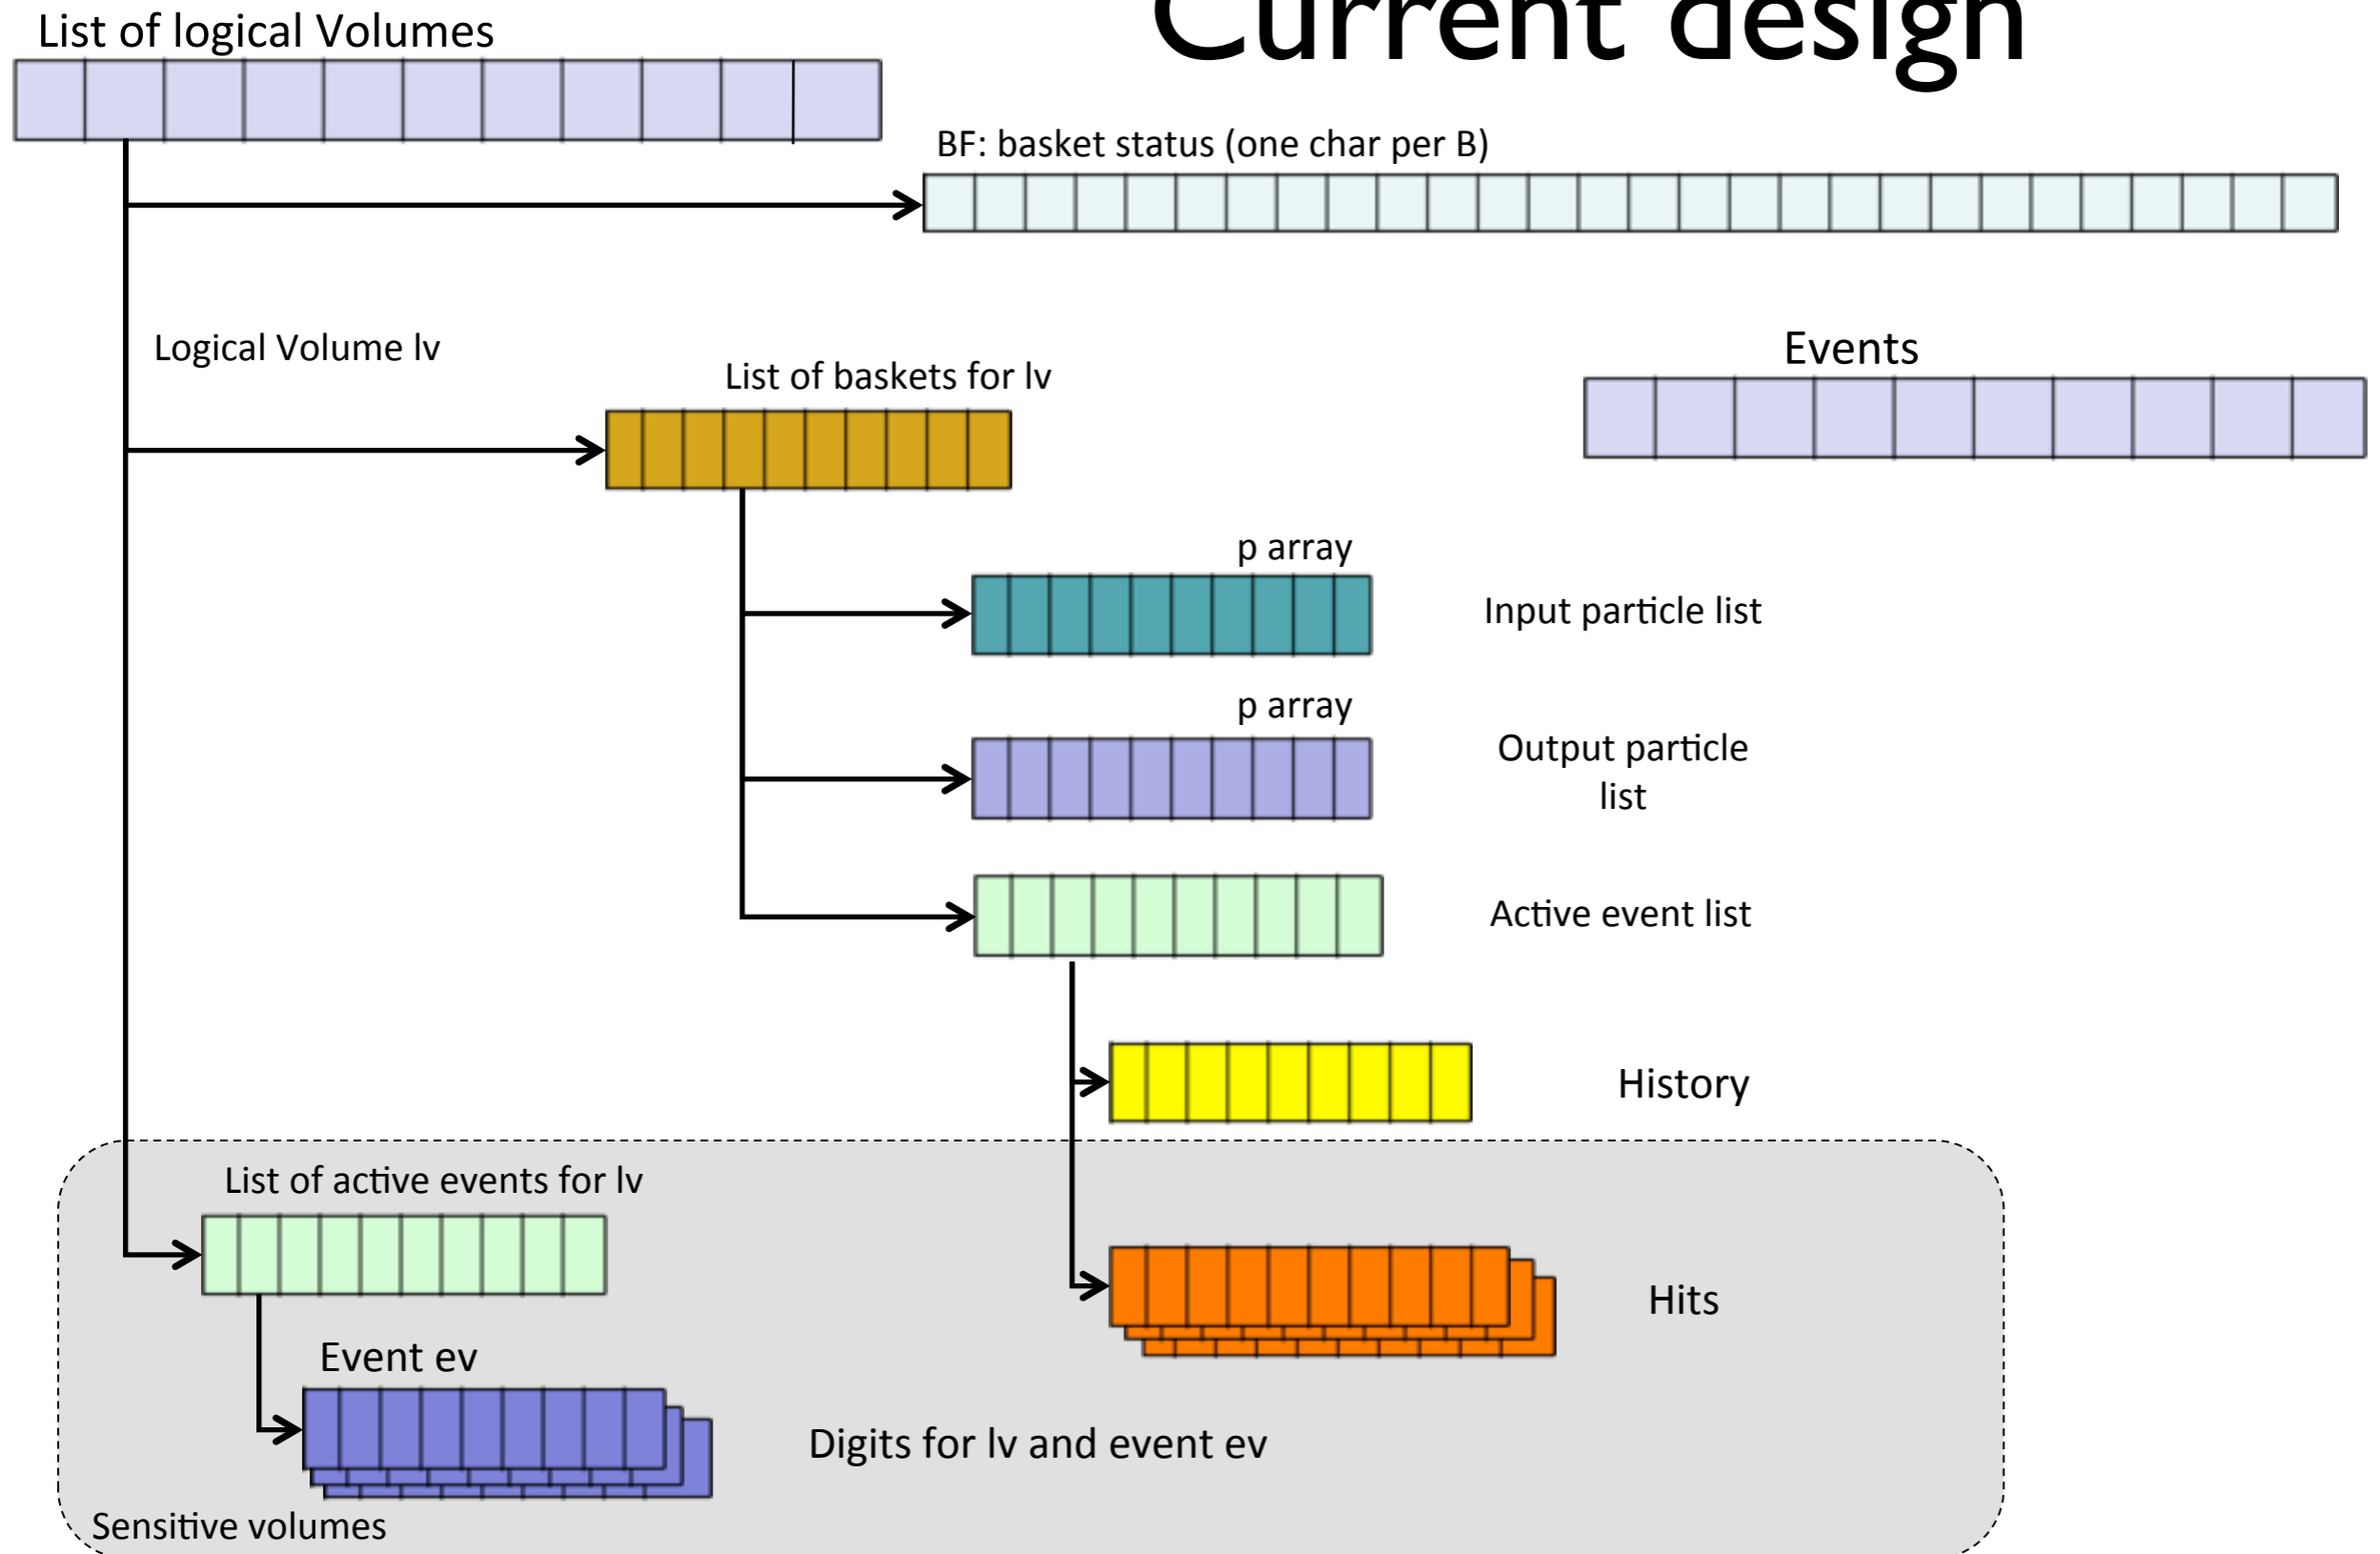 Current design
List of logical Volumes
BF: basket status (one char per B)
Logical Volume lv
Events
List of baskets for lv
p array
Input particle list
p array
Output particle
list
Active event list
History
List of active events for lv
Hits
Event ev
Digits for lv and event ev
Sensitive volumes